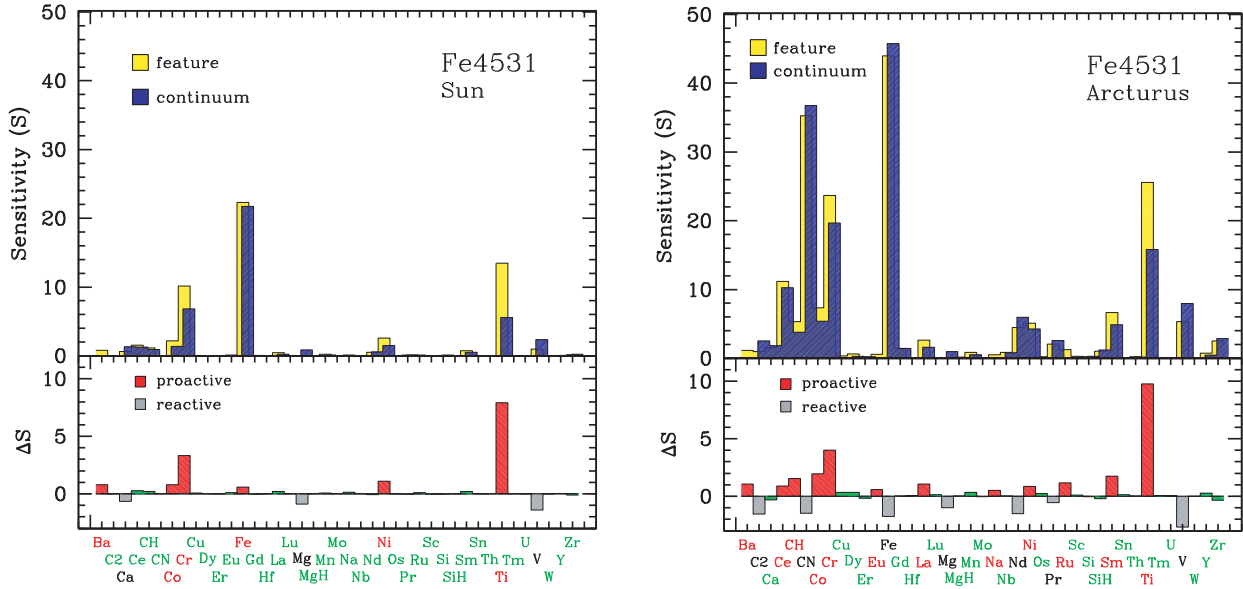 50
40
30
20
10
0
Sensitivity (S)
feature
continuum
Fe4531
Sun
10
5
0
ΔS
proactive
reactive
Ba CH Cu Fe Lu Mo Ni Sc Sn U Zr
C2 Ce CN Cr Dy Eu Gd La Mg Mn Na Nd Os Ru Si Sm Th Tm V Y
Ca Co Er Hf MgH Nb Pr SiH Ti W
50
40
30
20
10
0
Sensitivity (S)
feature
continuum
Fe4531
Arcturus
10
5
0
ΔS
proactive
reactive
Ba CH Cu Fe Lu Mo Ni Sc Sn U Zr
C2 Ce CN Cr Dy Eu Gd La Mg Mn Na Nd Os Ru Si Sm Th Tm V Y
Ca Co Er Hf MgH Nb Pr SiH Ti W